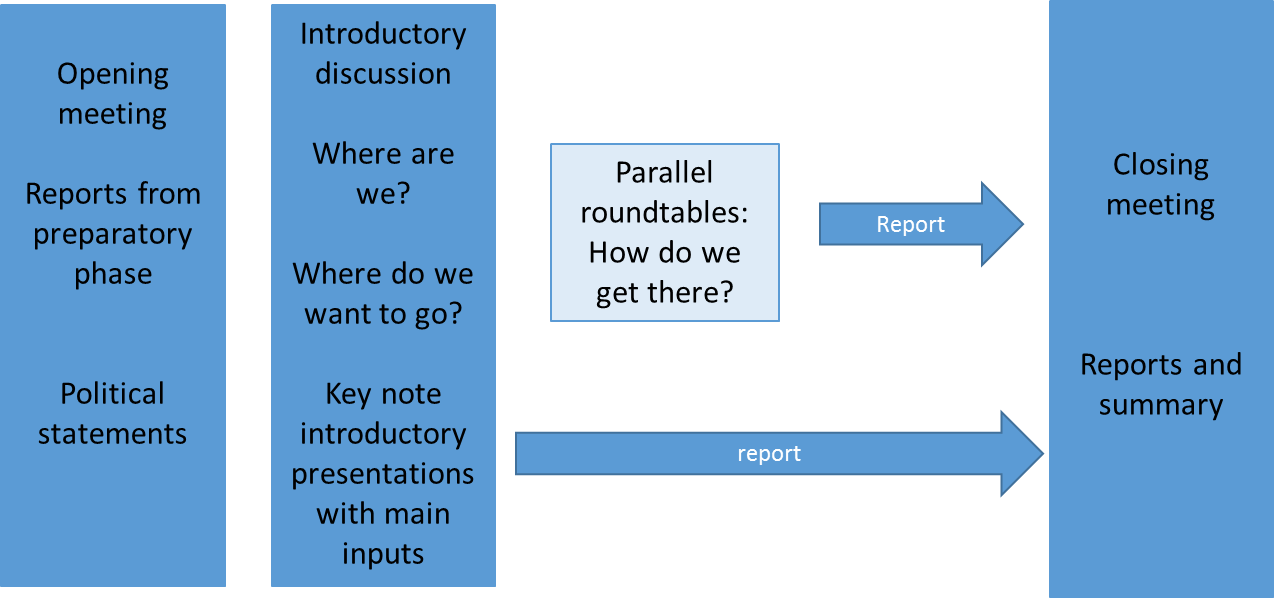 Opening
meeting
Reports from
preparatory
phase
Political
statements
Introductory
discussion
Where are
we?
Where do we
want to go?
Key note
introductory
presentations
with main
inputs
Parallel
roundtables:
How do we
get there?
Report
report
Closing
meeting
Reports and
summary